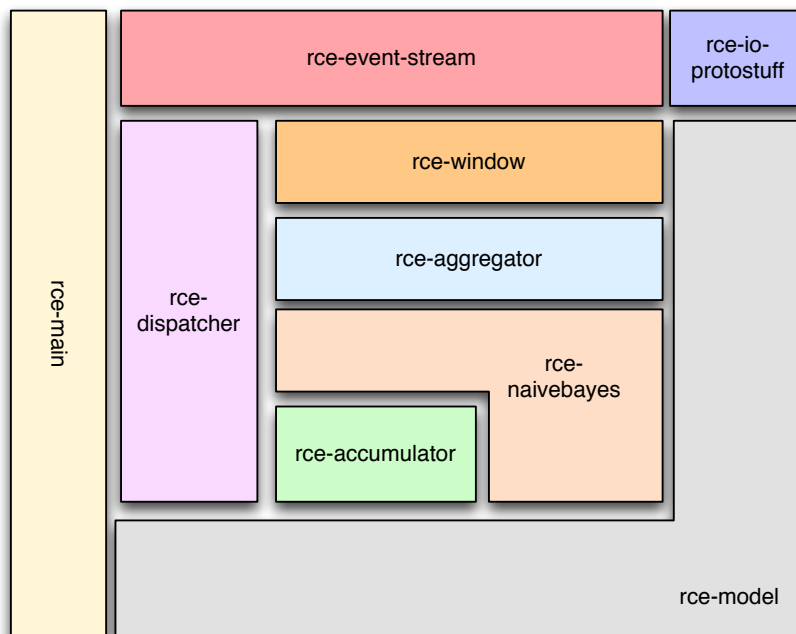 rce-event-stream
rce-io-
protostuff
rce-window
rce-aggregator
rce-main
rce-
dispatcher
rce-
naivebayes
rce-accumulator
rce-model